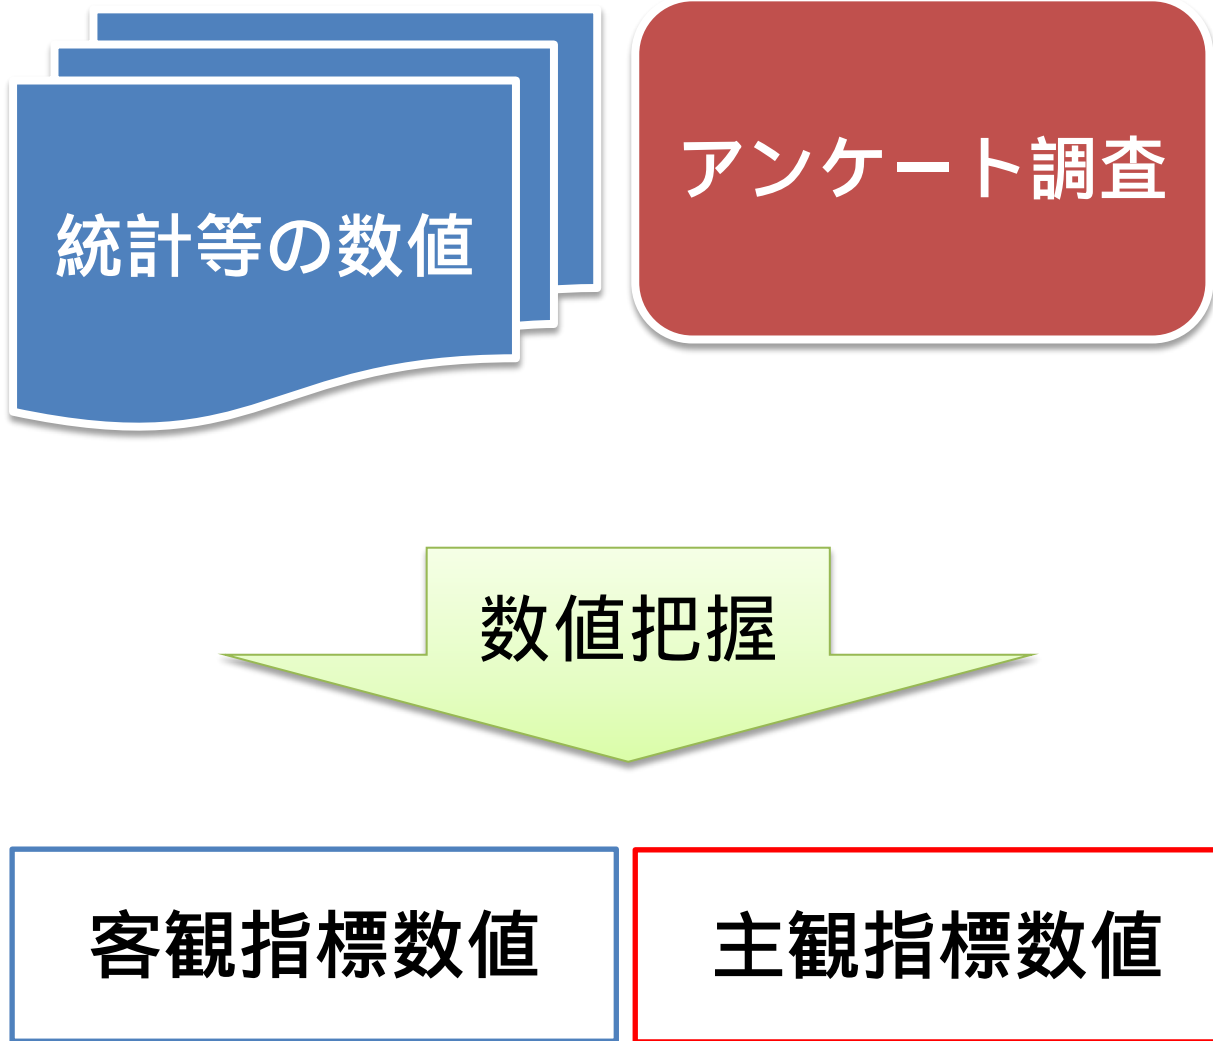 統計等の数値
アンケート調査
数値把握
客観指標数値
主観指標数値